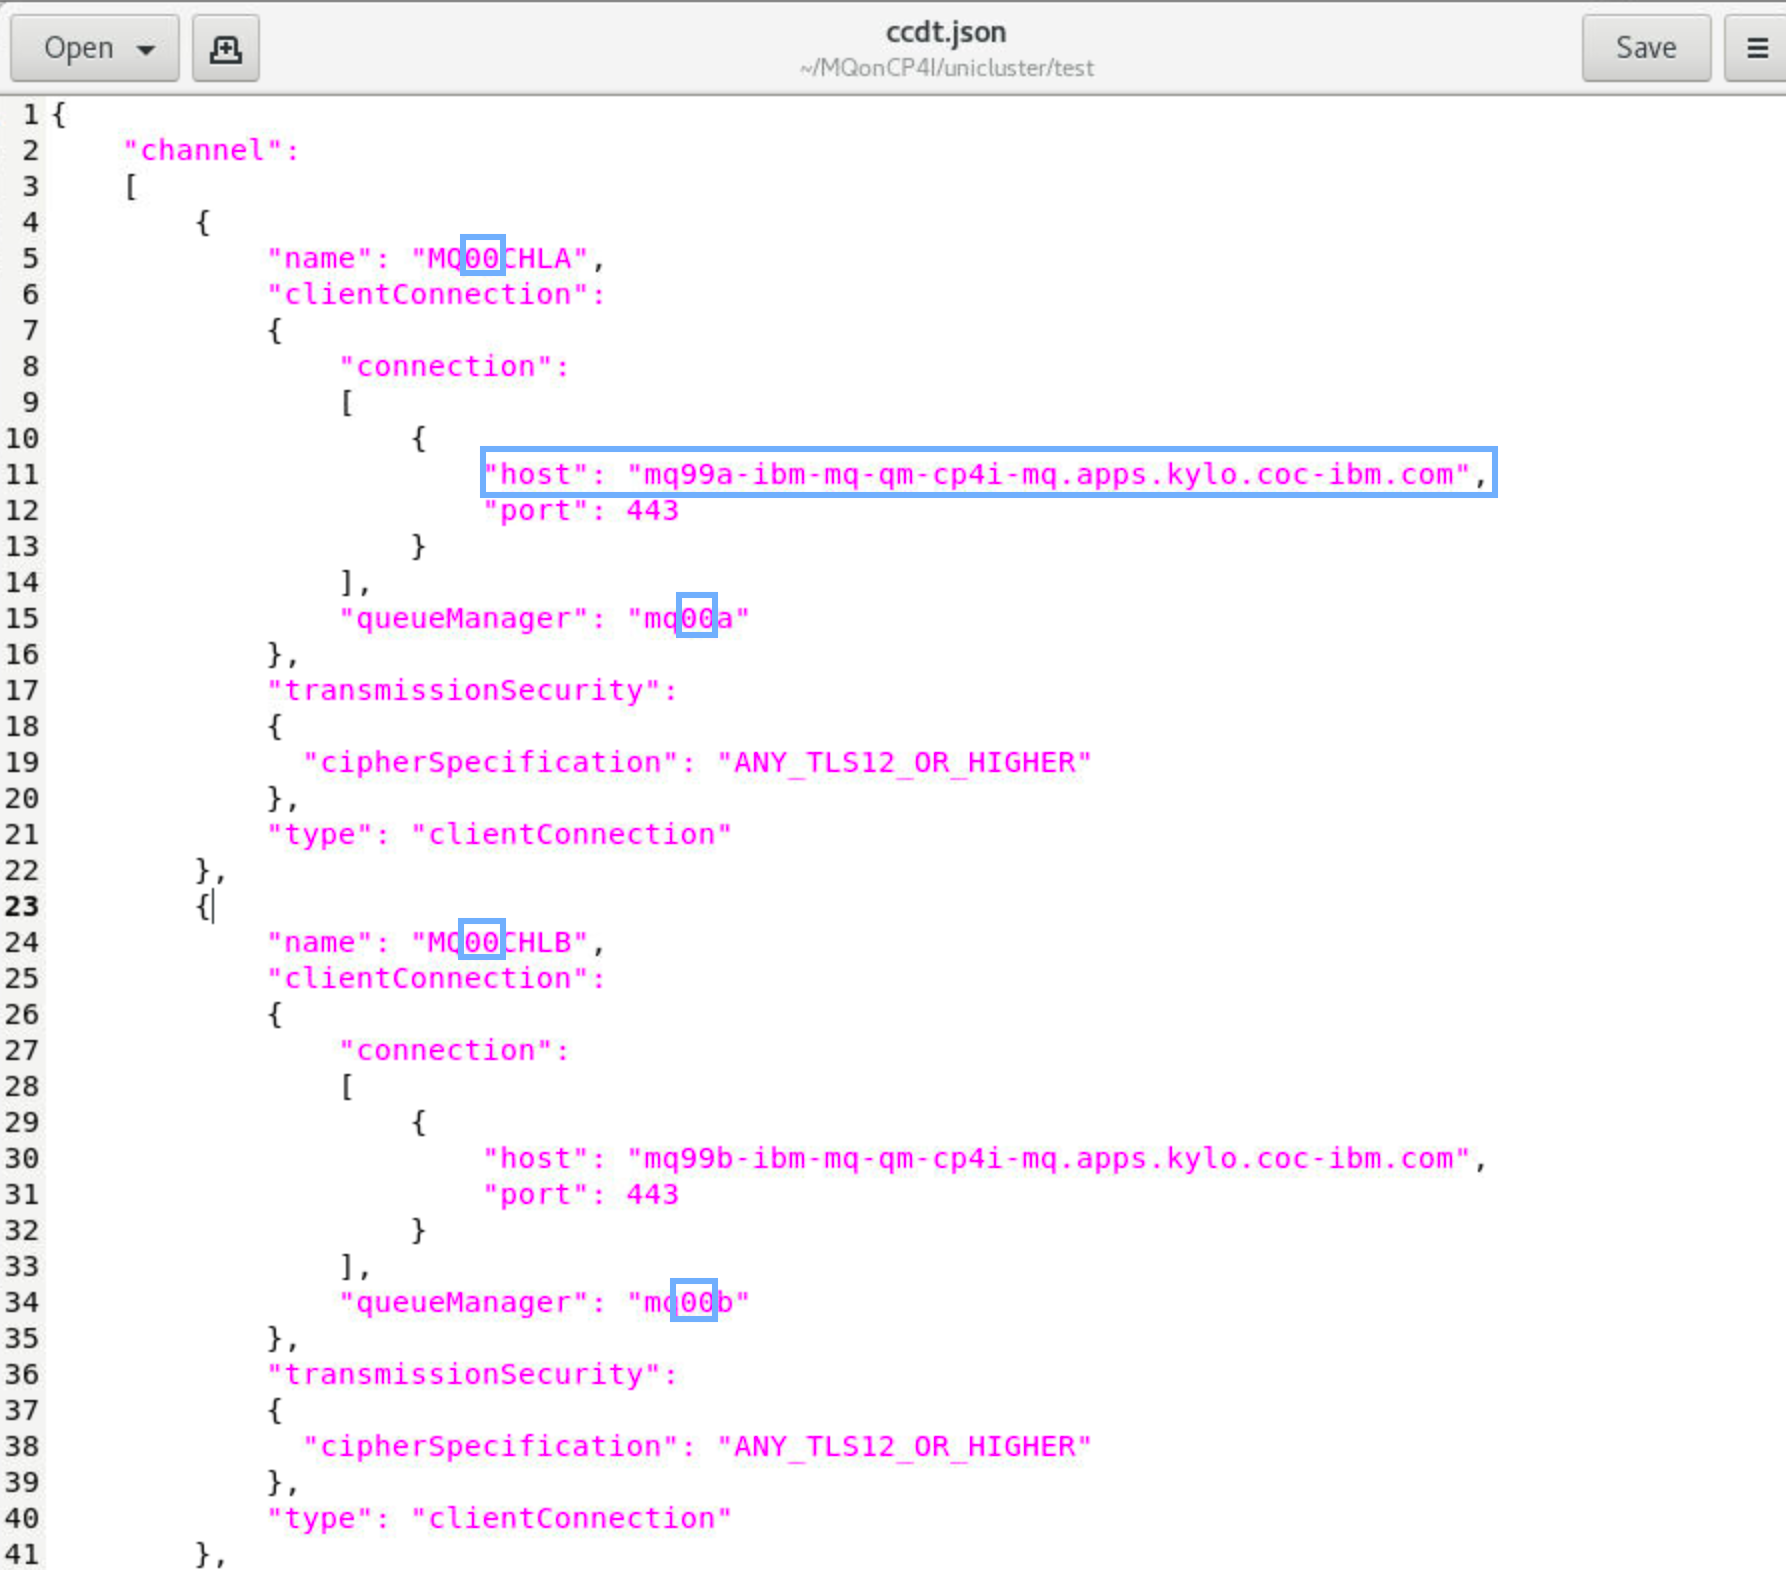 Open
ccdt.json
~/MQonCP4I/unicluster/test
Save
1 {
2 "channel":
3 [
4 {
5 "name": "MQ00CHLA",
6 "clientConnection":
7 {
8 "connection":
9 [
10 {
11 "host": "mq99a-ibm-mq-qm-cp4i-mq.apps.kylo.coc-ibm.com",
12 "port": 443
13 }
14 ],
15 "queueManager": "mq00a"
16 },
17 "transmissionSecurity":
18 {
19 "cipherSpecification": "ANY_TLS12_OR_HIGHER"
20 },
21 "type": "clientConnection"
22 },
23 {
24 "name": "MQ00CHLB",
25 "clientConnection":
26 {
27 "connection":
28 [
29 {
30 "host": "mq99b-ibm-mq-qm-cp4i-mq.apps.kylo.coc-ibm.com",
31 "port": 443
32 }
33 ],
34 "queueManager": "mq00b"
35 },
36 "transmissionSecurity":
37 {
38 "cipherSpecification": "ANY_TLS12_OR_HIGHER"
39 },
40 "type": "clientConnection"
41 },